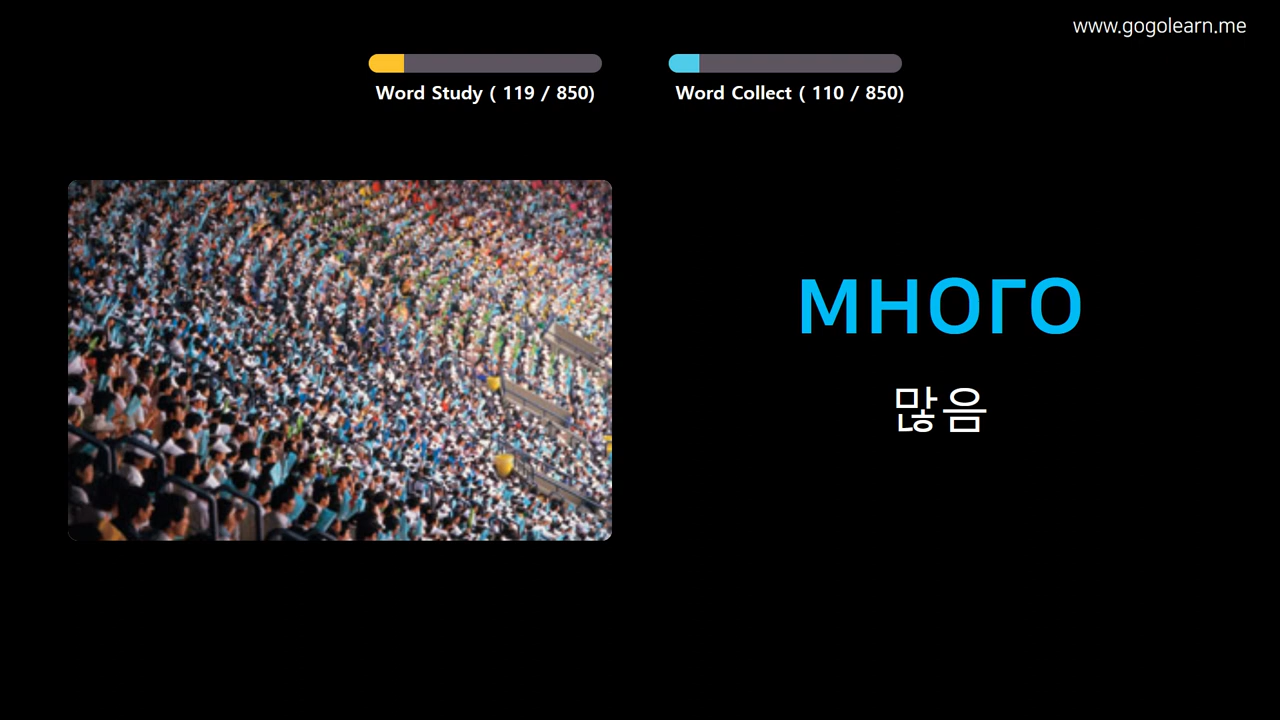 www.gogolearn.me
Word Study ( 119 / 850)
Word Collect ( 110 / 850)
много
많음